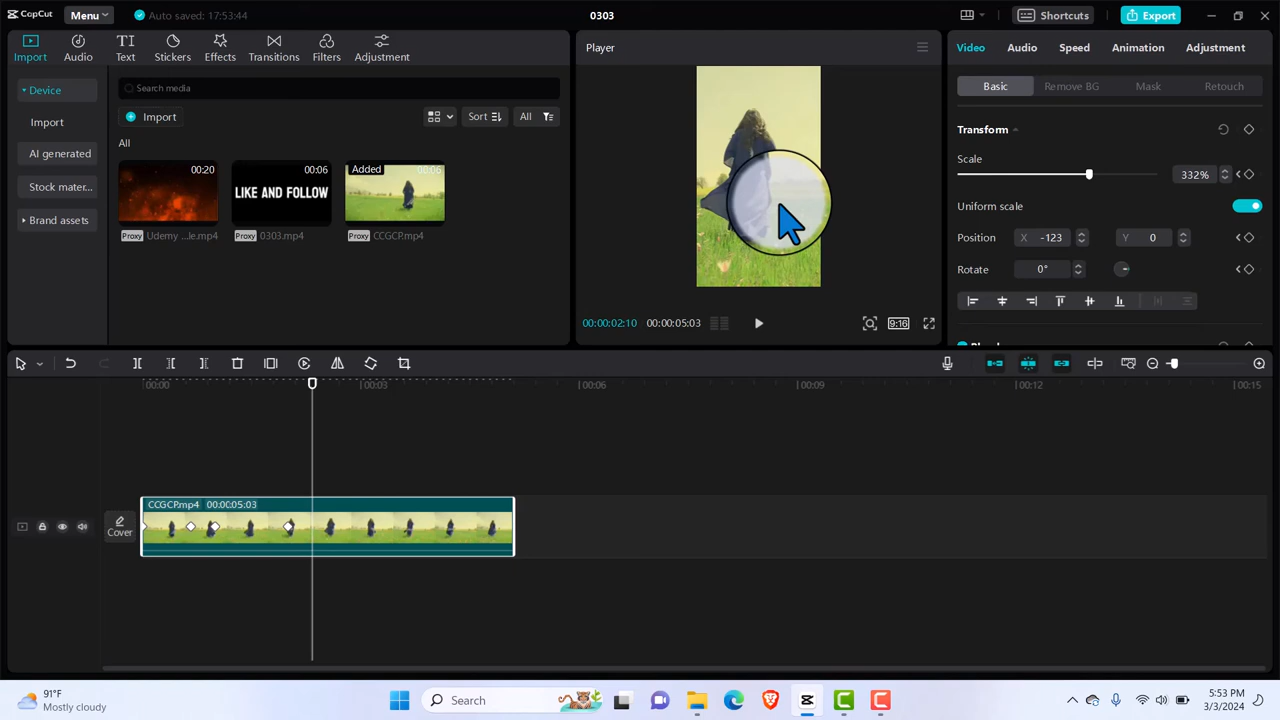 CapCut
Menu
Auto saved: 17:53:44
0303
Shortcuts
Export
Import
Audio
Text
Stickers
Effects
Transitions
Filters
Adjustment
Device
Import
AI generated
Stock mater...
Brand assets
Search media
Import
Sort
All
All
00:20
Proxy
Udemy ...le.mp4
00:06
LIKE AND FOLLOW
Proxy
0303.mp4
Added
00:06
Proxy
CCGCP.mp4
Player
00:00:02:10
00:00:05:03
9:16
Video
Audio
Speed
Animation
Adjustment
Basic
Remove BG
Mask
Retouch
Transform
Scale
332%
Uniform scale
Position
X
-123
Y
0
Rotate
0°
00:00
00:03
00:06
00:09
00:12
00:15
CCGCP.mp4
00:00:05:03
Cover
91°F
Mostly cloudy
Search
5:53 PM
3/3/2024